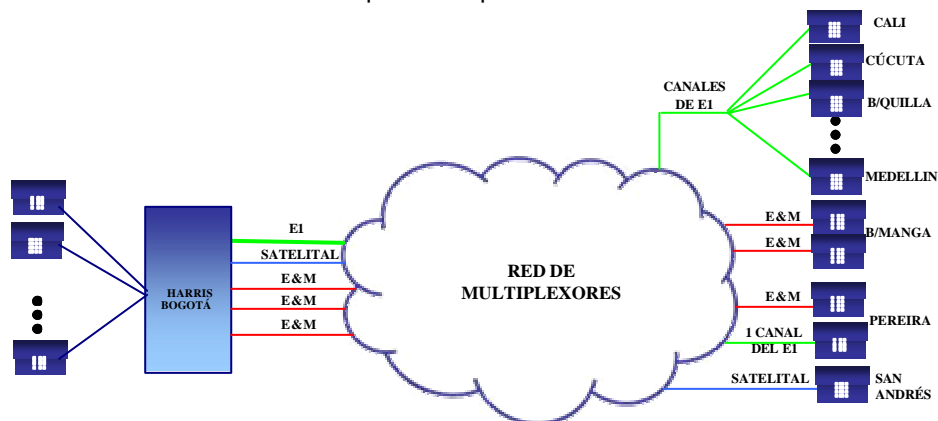 CALI
CÚCUTA
CANALES
DE E1
B/QUILLA
MEDELLIN
E&M
B/MANGA
E&M
E1
SATELITAL
HARRIS
BOGOTÁ
E&M
E&M
E&M
RED DE
MULTIPLEXORES
E&M
PEREIRA
1 CANAL
DEL E1
SATELITAL
SAN
ANDRÉS